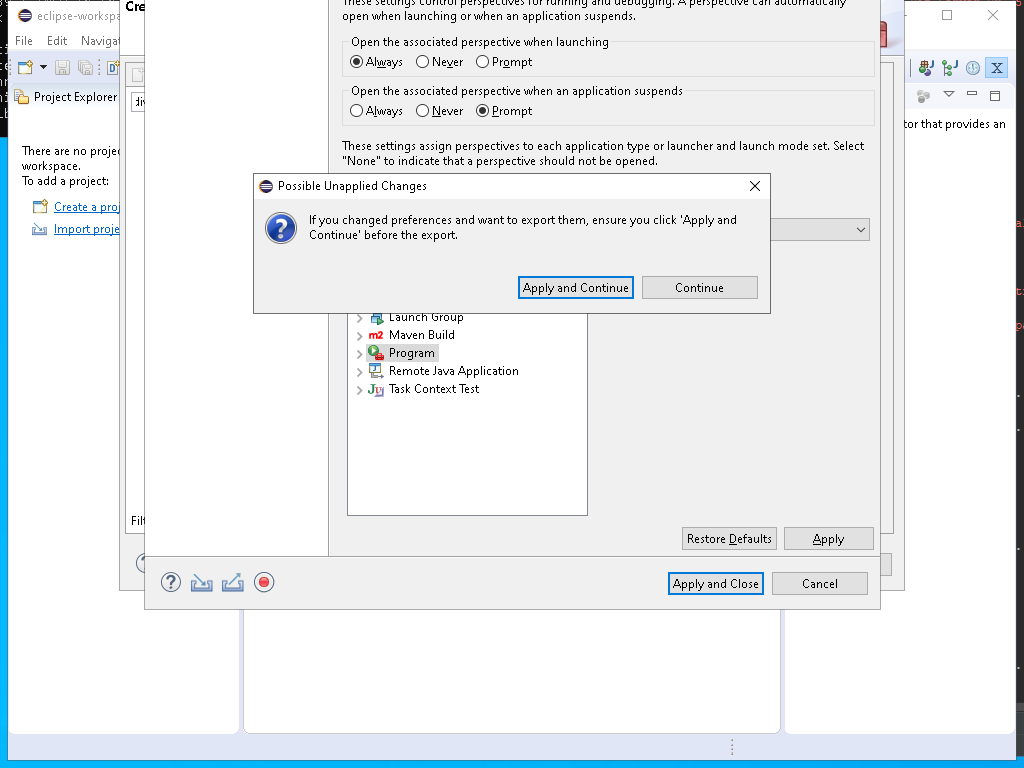 eclipse-workspa
Cre
These settings control perspectives for running and debugging. A perspective can automatically
open when launching or when an application suspends.
File Edit Navigat
Open the associated perspective when launching
Always Never Prompt
Project Explorer
Open the associated perspective when an application suspends
Always Never Prompt
tor that provides an
These settings assign perspectives to each application type or launcher and launch mode set. Select
"None" to indicate that a perspective should not be opened.
There are no projec
workspace.
To add a project:
Create a proj
Import proje
Possible Unapplied Changes
If you changed preferences and want to export them, ensure you click 'Apply and
Continue' before the export.
Apply and Continue
Continue
Launch Group
Maven Build
Program
Remote Java Application
Task Context Test
Filt
Restore Defaults
Apply
Apply and Close
Cancel